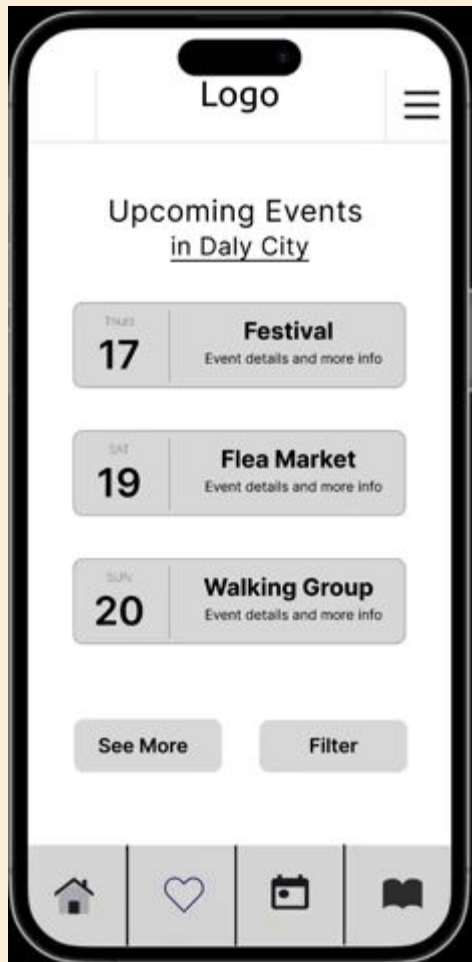 Logo
Upcoming Events
in Daly City
Thurs
17
Festival
Event details and more info
SAT
19
Flea Market
Event details and more info
SUN
20
Walking Group
Event details and more info
See More
Filter